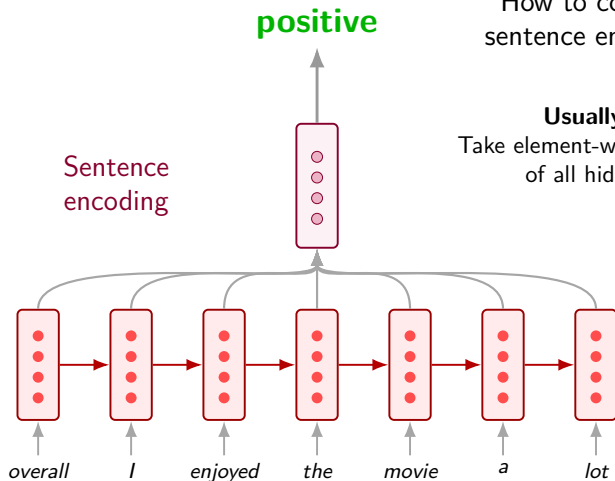 positive
How to co
sentence en
Usually
Take element-w
of all hid
Sentence
encoding
overall I enjoyed the movie a lot